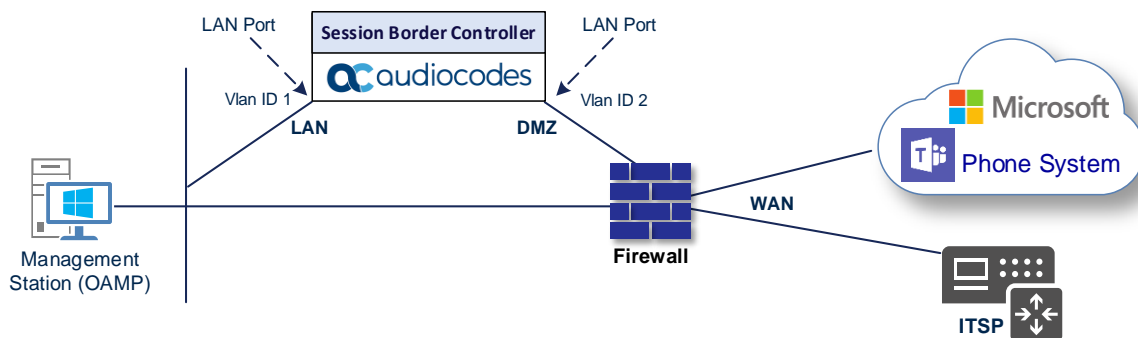 LAN Port
Session Border Controller
LAN Port
audiocodes
Vlan ID 1
Vlan ID 2
LAN
DMZ
Microsoft
T
Phone System
WAN
Management
Station (OAMP)
Firewall
ITSP